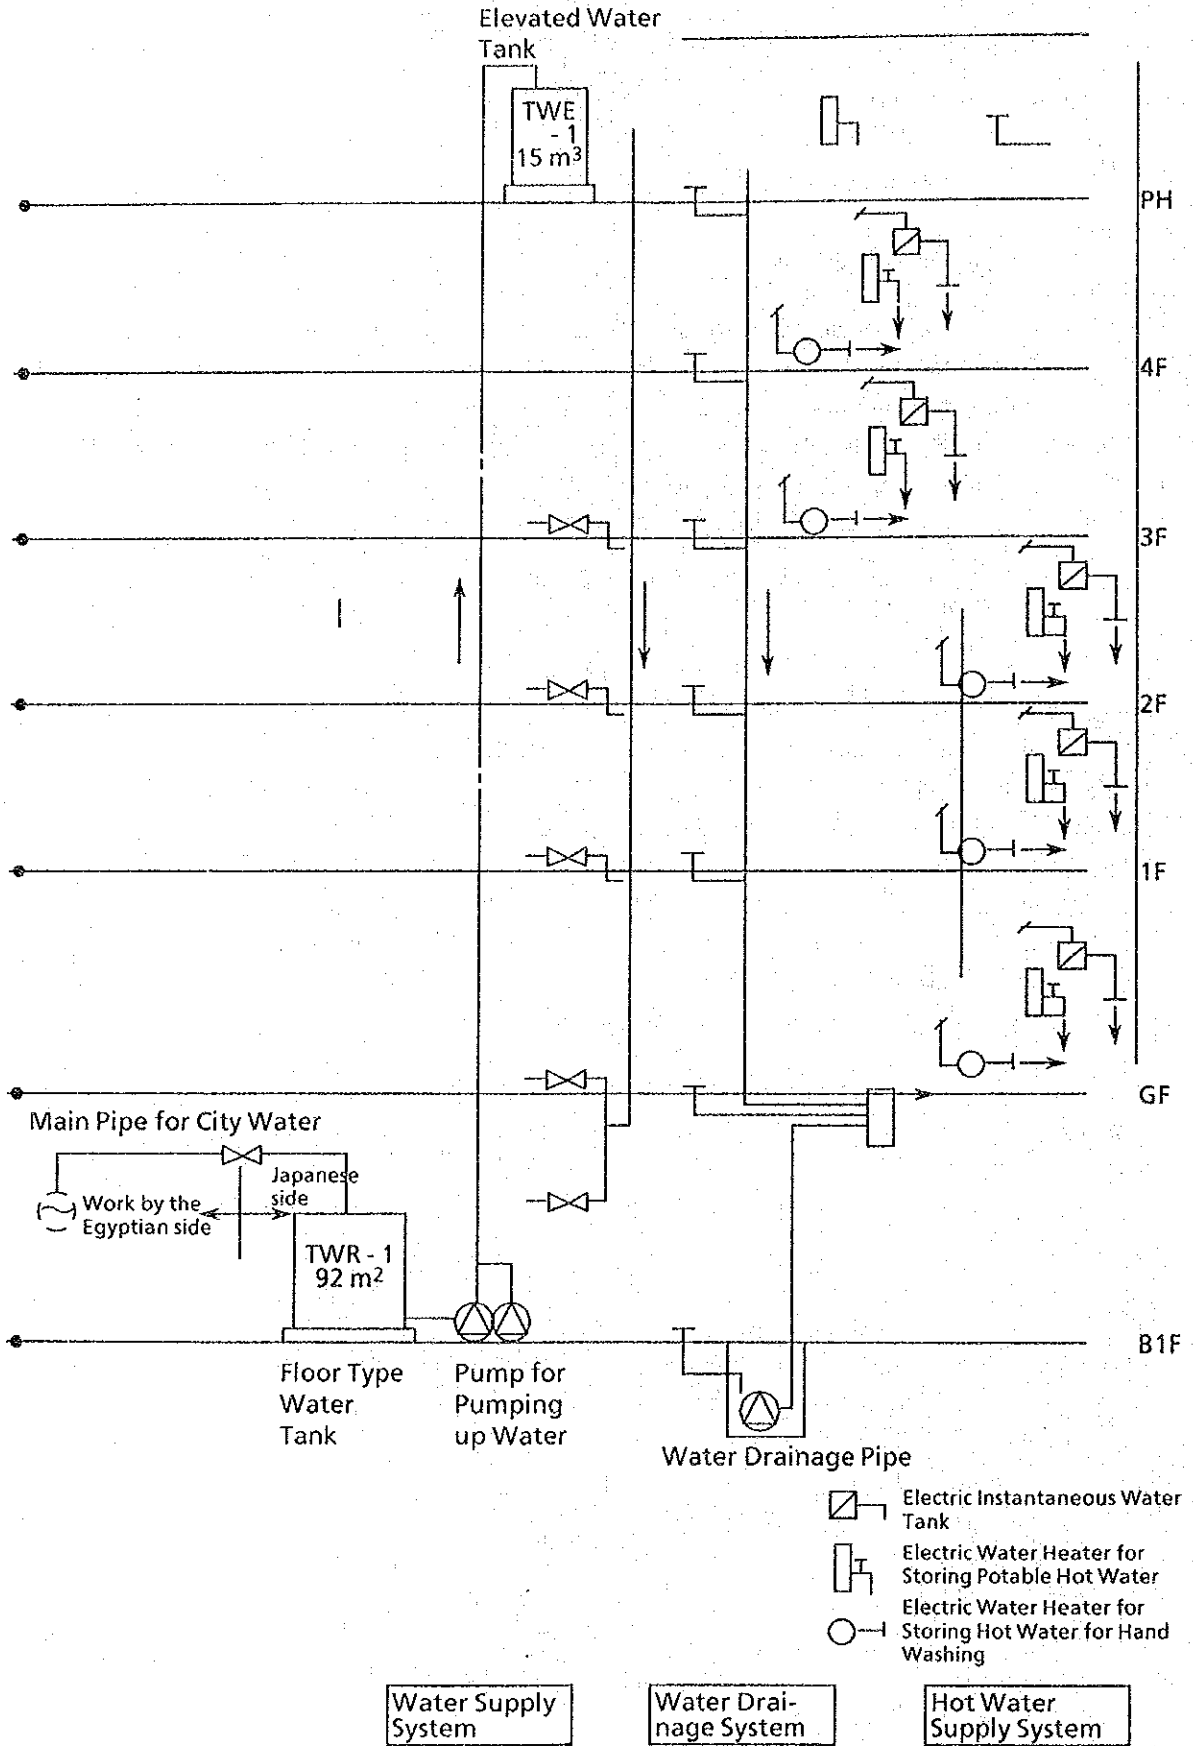 Elevated Water
Tank
TWE
- 1
15 m³
PH
4F
3F
2F
1F
GF
Main Pipe for City Water
Japanese
side
Work by the
Egyptian side
TWR - 1
92 m²
B1F
Floor Type
Water
Tank
Pump for
Pumping
up Water
Water Drainage Pipe
Electric Instantaneous Water
Tank
Electric Water Heater for
Storing Potable Hot Water
Electric Water Heater for
Storing Hot Water for Hand
Washing
Water Supply
System
Water Drai-
nage System
Hot Water
Supply System